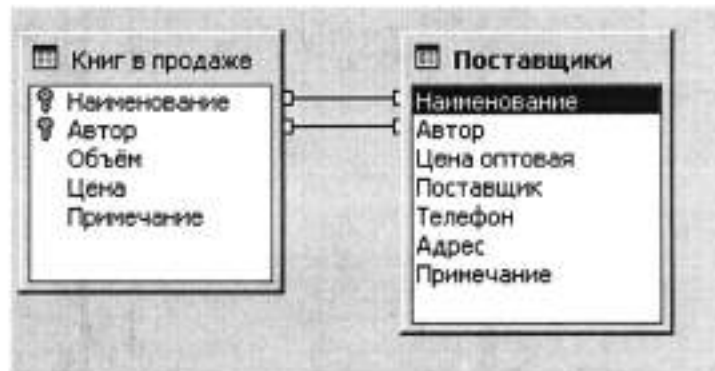 Книг в продаже
Наименование
Автор
Объём
Цена
Примечание
Поставщики
Наименование
Автор
Цена оптовая
Поставщик
Телефон
Адрес
Примечание